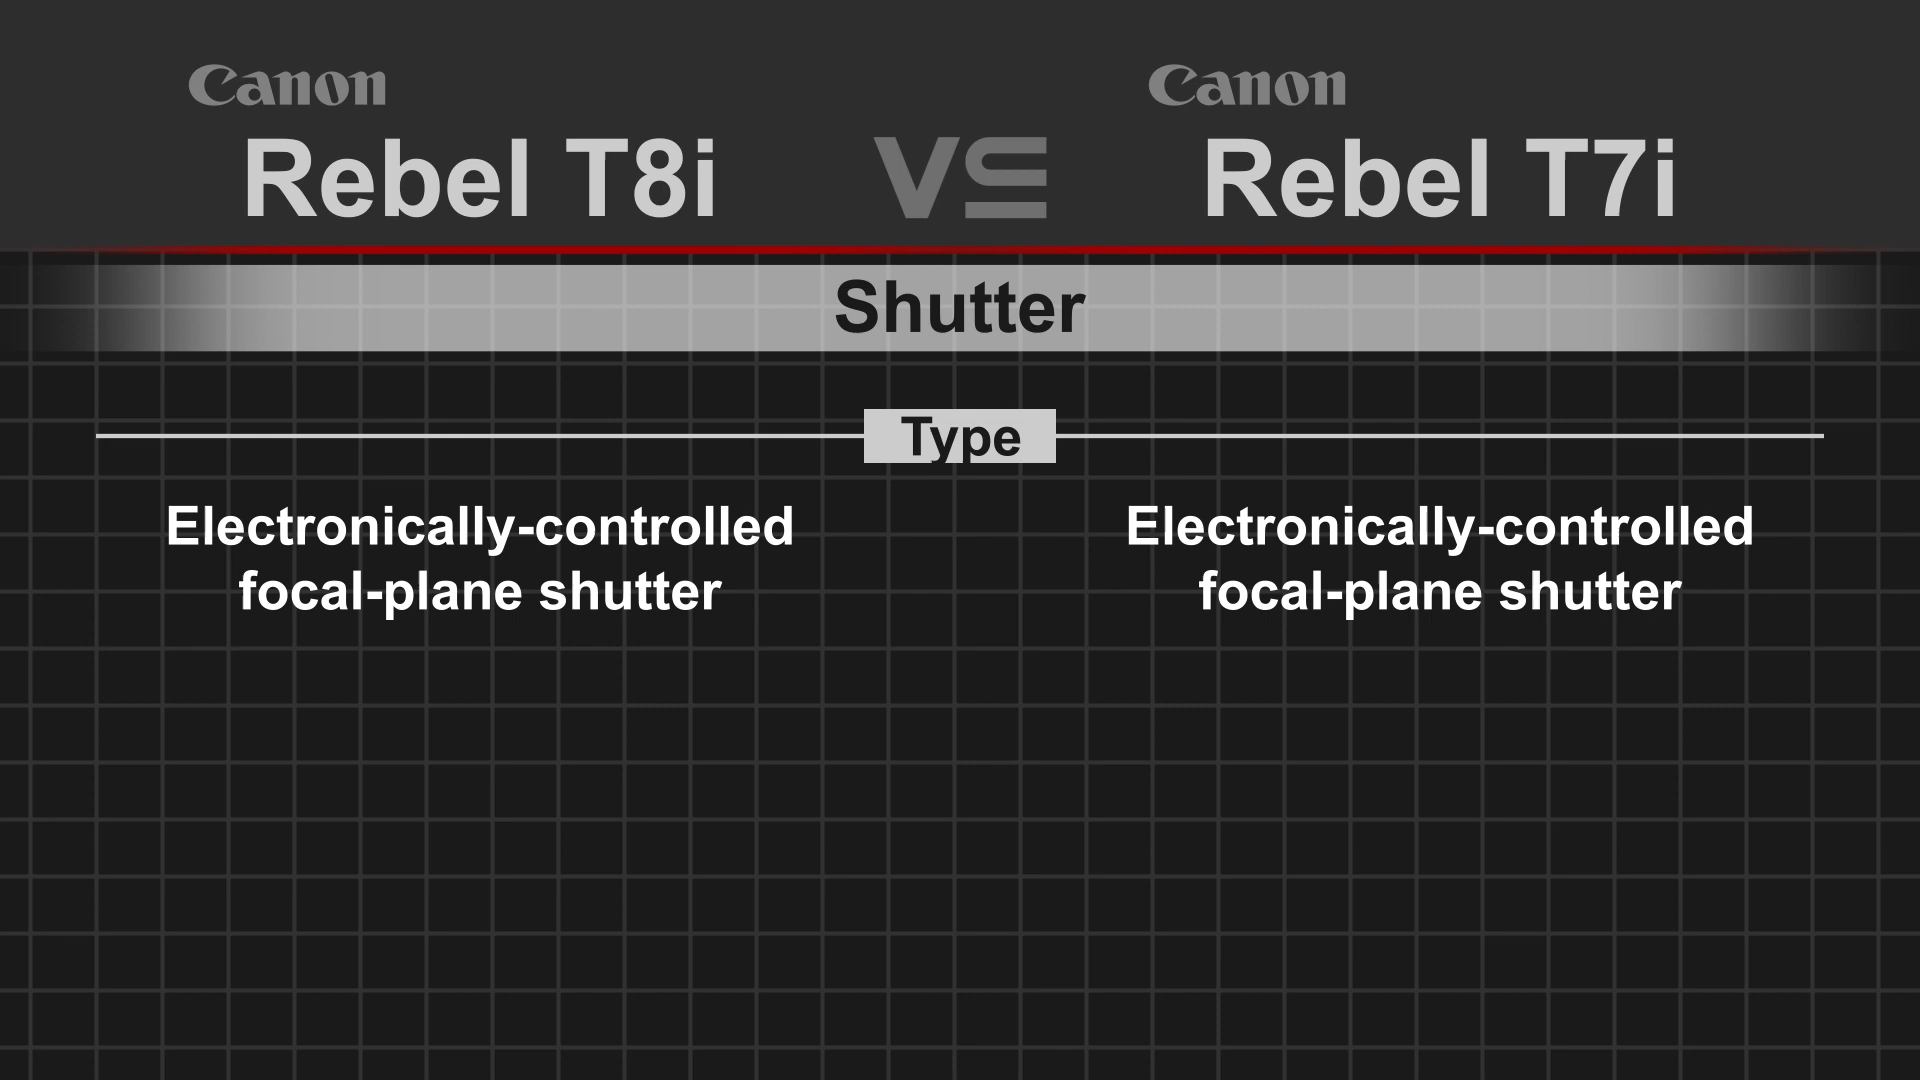 Canon
Rebel T8i
VS
Canon
Rebel T7i
Shutter
Type
Electronically-controlled
focal-plane shutter
Electronically-controlled
focal-plane shutter